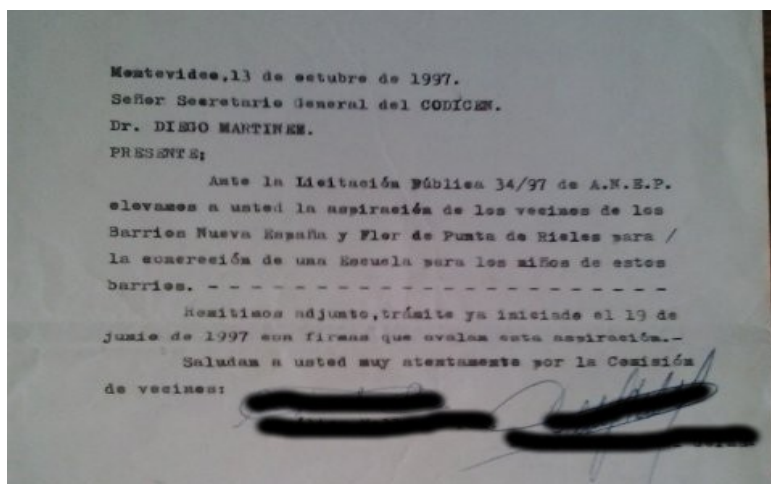 Montevideo,13 de octubre de 1997.
Señor Secretario General del CODICEN.
Dr. DIEGO MARTINEM.
PRESENTE;
Ante la Licitación Pública 34/97 de A.N.E.P.
elevamos a usted la aspiración de los vecinos de los
Barrios Nueva España y Flor de Punta de Rieles para /
la concreción de una Escuela para los niños de estos
barrios. - - - - - - - - - - - - - - - - - - - - - - - -
Remitimos adjunto,trámite ya iniciado el 19 de
junio de 1997 con firmas que avalan esta aspiración.-
Saludan a usted muy atentamente por la Comisión
de vecinos: